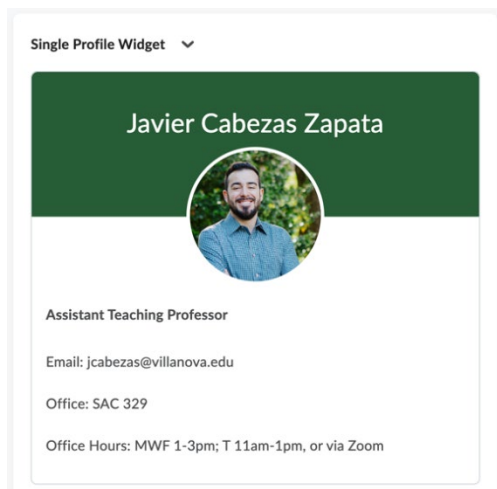 Single Profile Widget
Javier Cabezas Zapata
Assistant Teaching Professor
Email: jcabezas@villanova.edu
Office: SAC 329
Office Hours: MWF 1-3pm; T 11am-1pm, or via Zoom